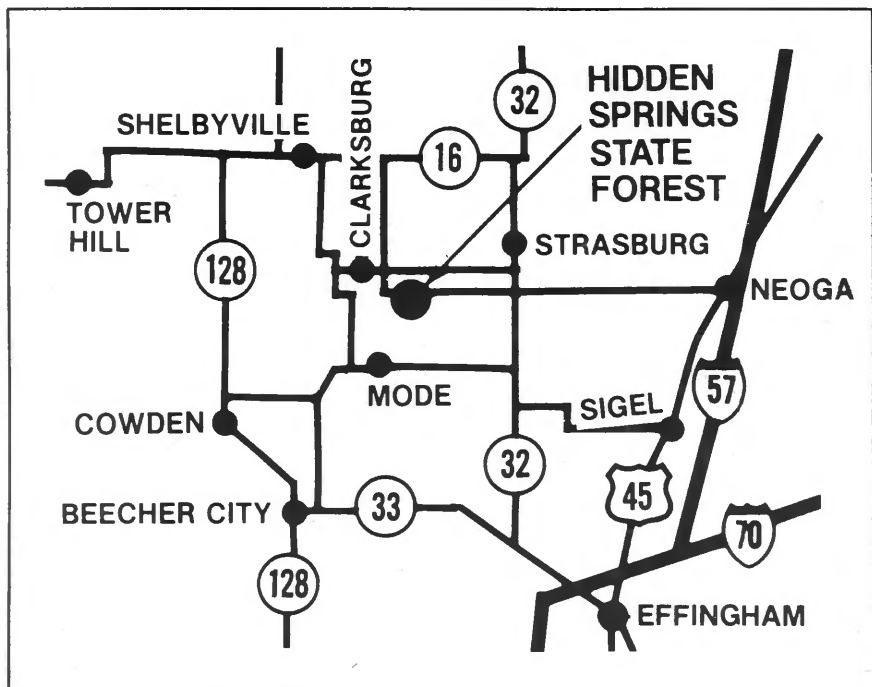 HIDDEN
SPRINGS
STATE
FOREST
32
SHELBYVILLE
CLARKSBURG
16
TOWER
HILL
STRASBURG
128
NEOGA
MODE
57
SIGEL
COWDEN
32
45
BEECHER CITY
33
70
128
EFFINGHAM